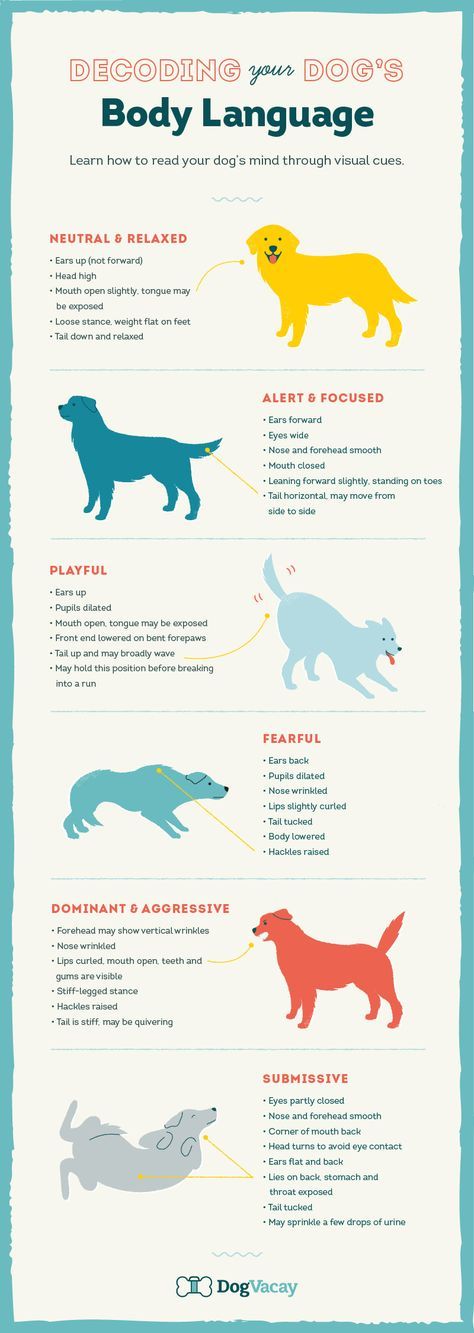 DECODING your DOG'S
Body Language
Learn how to read your dog's mind through visual cues.
NEUTRAL & RELAXED
• Ears up (not forward)
• Head high
• Mouth open slightly, tongue may
be exposed
• Loose stance, weight flat on feet
• Tail down and relaxed
ALERT & FOCUSED
• Ears forward
• Eyes wide
• Nose and forehead smooth
• Mouth closed
• Leaning forward slightly, standing on toes
• Tail horizontal, may move from
side to side
PLAYFUL
• Ears up
• Pupils dilated
• Mouth open, tongue may be exposed
• Front end lowered on bent forepaws
• Tail up and may broadly wave
• May hold this position before breaking
into a run
FEARFUL
• Ears back
• Pupils dilated
• Nose wrinkled
• Lips slightly curled
• Tail tucked
• Body lowered
• Hackles raised
DOMINANT & AGGRESSIVE
• Forehead may show vertical wrinkles
• Nose wrinkled
• Lips curled, mouth open, teeth and
gums are visible
• Stiff-legged stance
• Hackles raised
• Tail is stiff, may be quivering
SUBMISSIVE
• Eyes partly closed
• Nose and forehead smooth
• Corner of mouth back
• Head turns to avoid eye contact
• Ears flat and back
• Lies on back, stomach and
throat exposed
• Tail tucked
• May sprinkle a few drops of urine
DogVacay